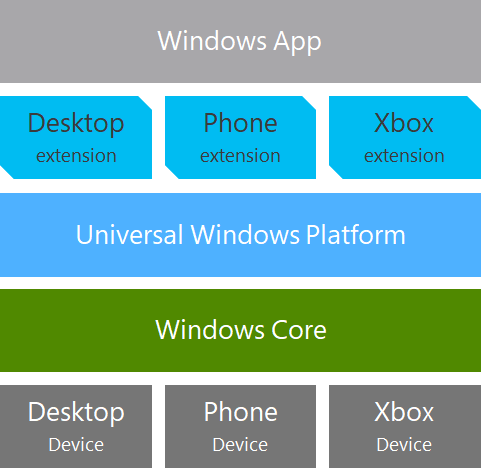 Windows App
Desktop
extension
Phone
extension
Xbox
extension
Universal Windows Platform
Windows Core
Desktop
Device
Phone
Device
Xbox
Device